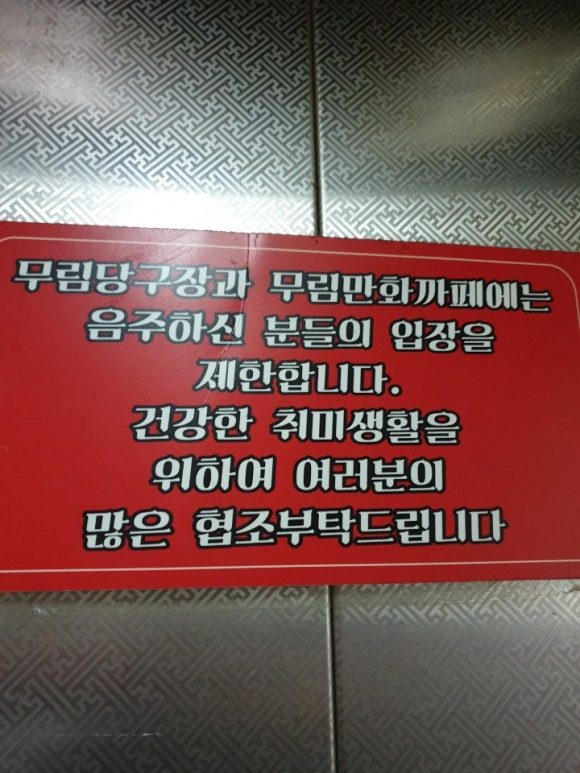 무림당구장과 무림만화까페에는
음주하신 분들의 입장을
제한합니다.
건강한 취미생활을
위하여 여러분의
많은 협조부탁드립니다